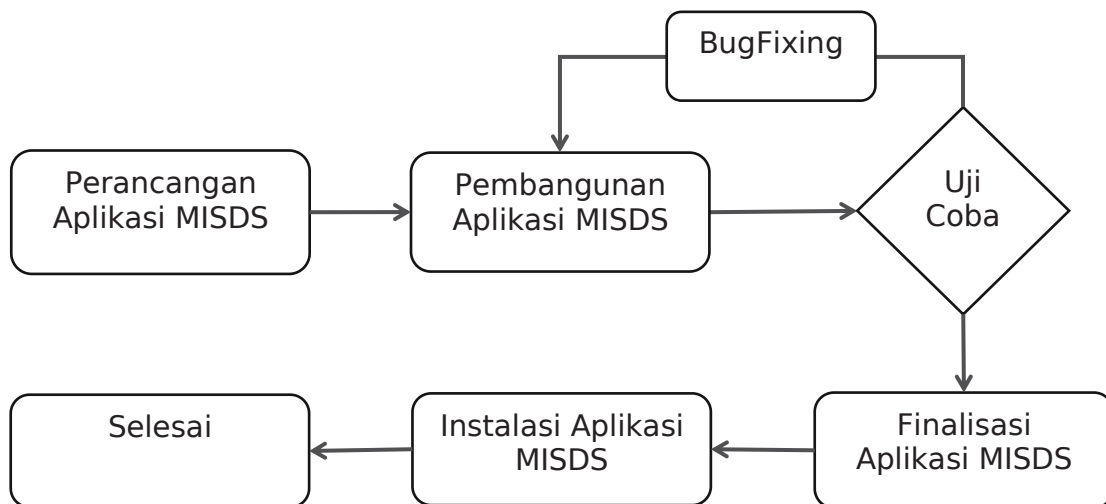 BugFixing
Perancangan
Aplikasi MISDS
Pembangunan
Aplikasi MISDS
Uji
Coba
Selesai
Instalasi Aplikasi
MISDS
Finalisasi
Aplikasi MISDS